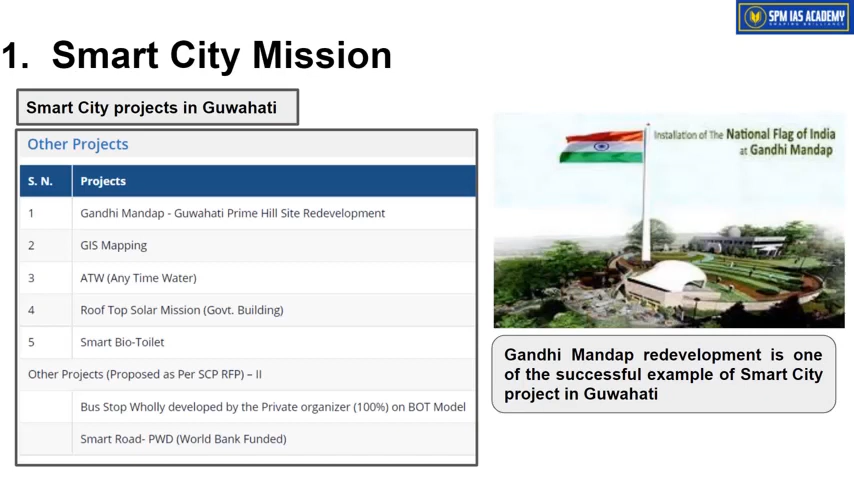 SPM IAS ACADEMY
SHAPING BRILLIANCE
1. Smart City Mission
Smart City projects in Guwahati
Other Projects
S. N. Projects
1 Gandhi Mandap - Guwahati Prime Hill Site Redevelopment
2 GIS Mapping
3 ATW (Any Time Water)
4 Roof Top Solar Mission (Govt. Building)
5 Smart Bio-Toilet
Other Projects (Proposed as Per SCP RFP) – II
Bus Stop Wholly developed by the Private organizer (100%) on BOT Model
Smart Road- PWD (World Bank Funded)
Installation of The National Flag of India
at Gandhi Mandap
Gandhi Mandap redevelopment is one
of the successful example of Smart City
project in Guwahati